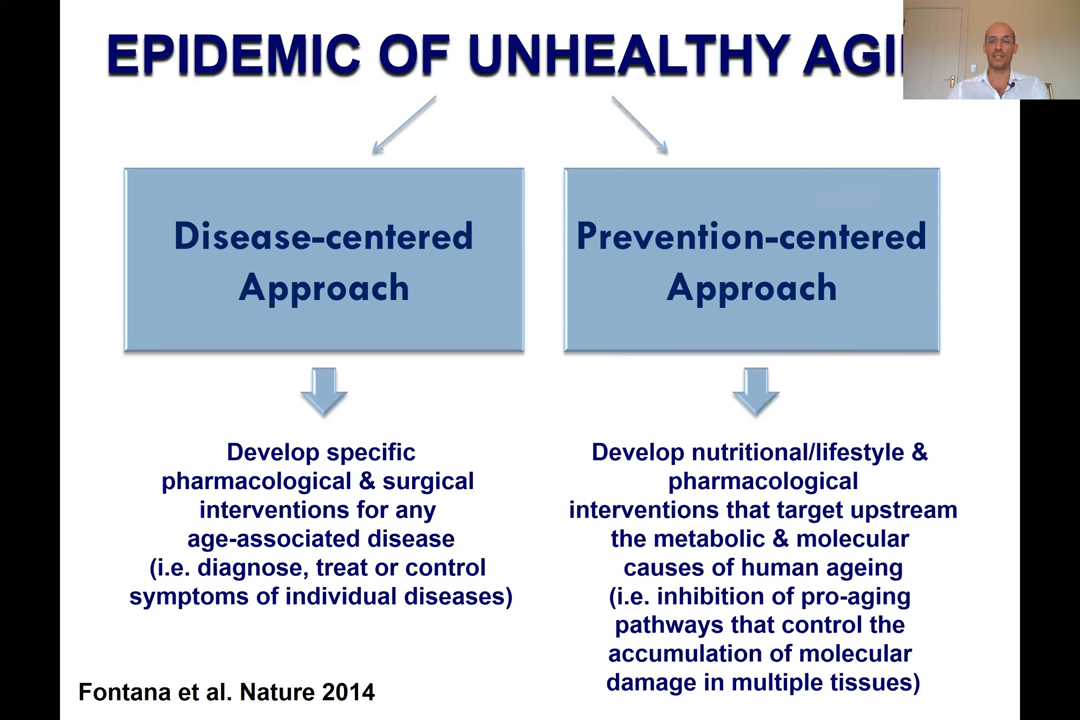 EPIDEMIC OF UNHEALTHY
Disease-centered
Approach
Prevention-centered
Approach
Develop specific
pharmacological & surgical
interventions for any
age-associated disease
(i.e. diagnose, treat or control
symptoms of individual diseases)
Develop nutritional/lifestyle &
pharmacological
interventions that target upstream
the metabolic & molecular
causes of human ageing
(i.e. inhibition of pro-aging
pathways that control the
accumulation of molecular
damage in multiple tissues)
Fontana et al. Nature 2014